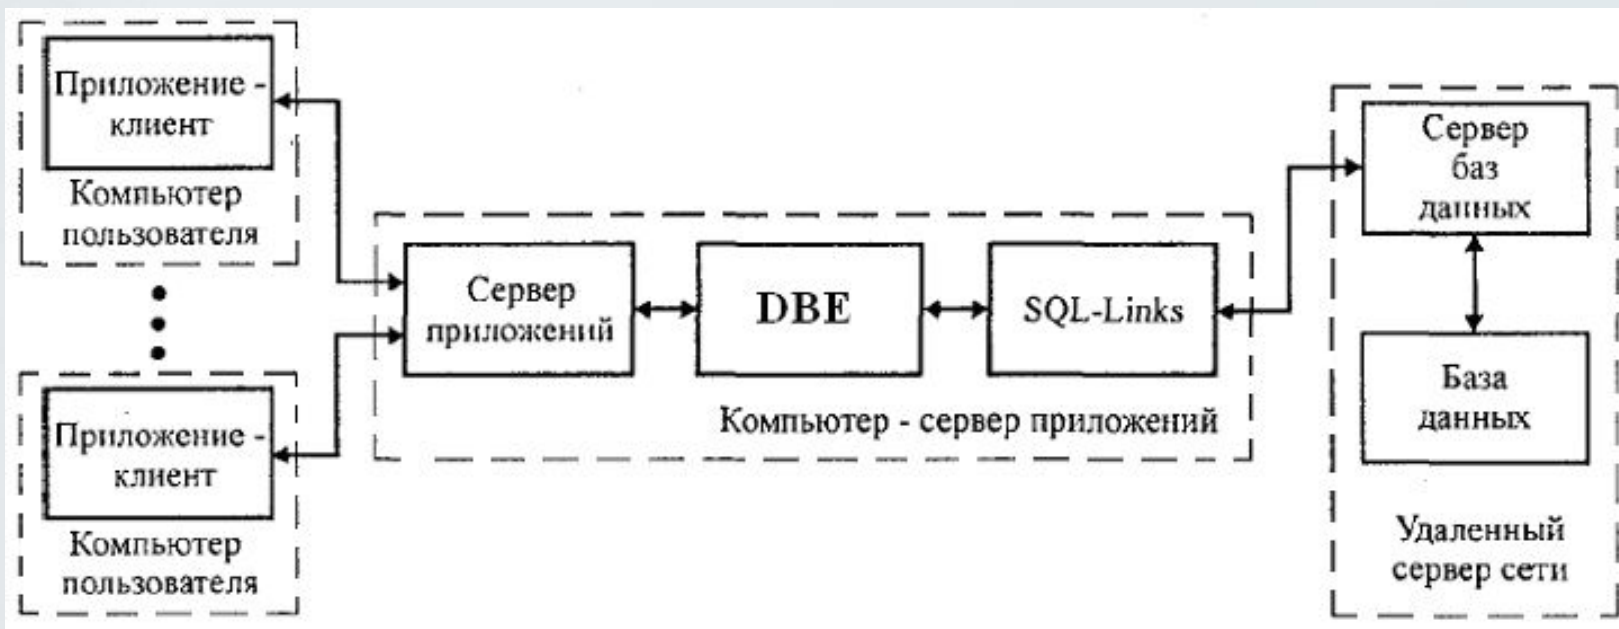 Приложение -
клиент
Компьютер
пользователя
Приложение -
клиент
Компьютер
пользователя
Сервер
приложений
DBE
SQL-Links
Компьютер - сервер приложений
Сервер
баз
данных
База
данных
Удаленный
сервер сети